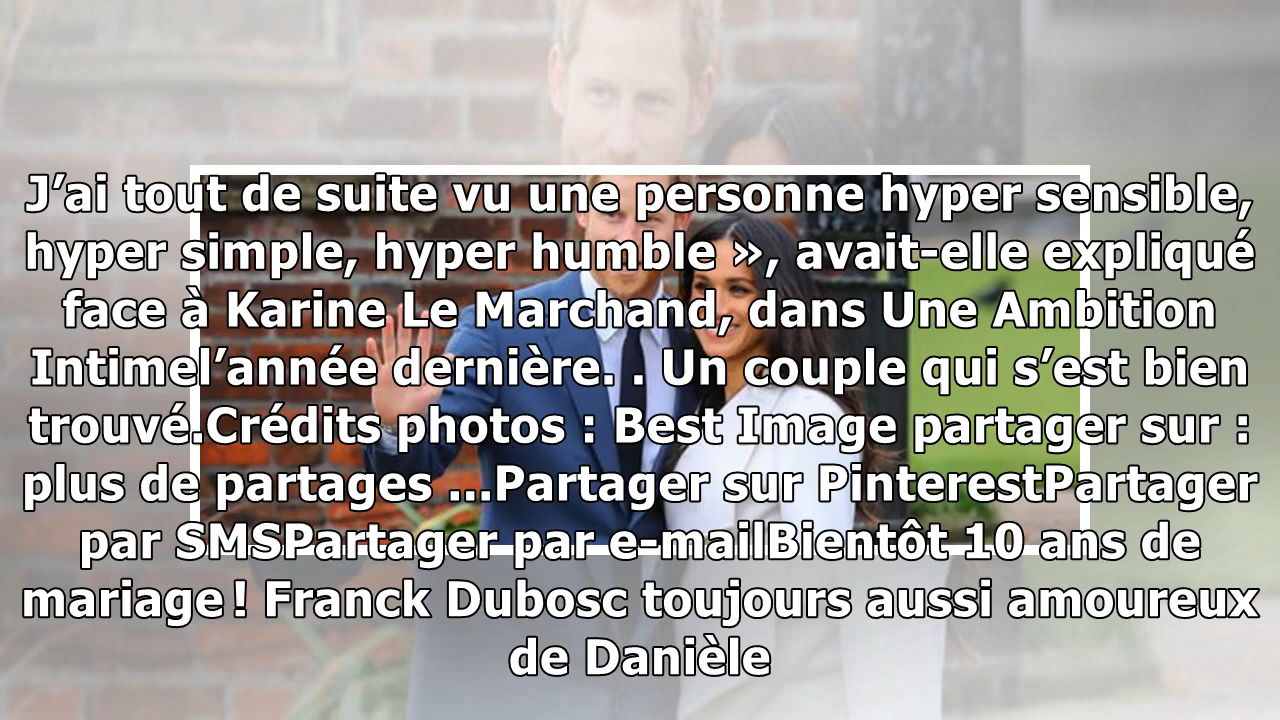 J’ai tout de suite vu une personne hyper sensible,
hyper simple, hyper humble », avait-elle expliqué
face à Karine Le Marchand, dans Une Ambition
Intimel’année dernière. . Un couple qui s’est bien
trouvé.Crédits photos : Best Image partager sur :
plus de partages ...Partager sur PinterestPartager
par SMSPartager par e-mailBientôt 10 ans de
mariage ! Franck Dubosc toujours aussi amoureux
de Danièle